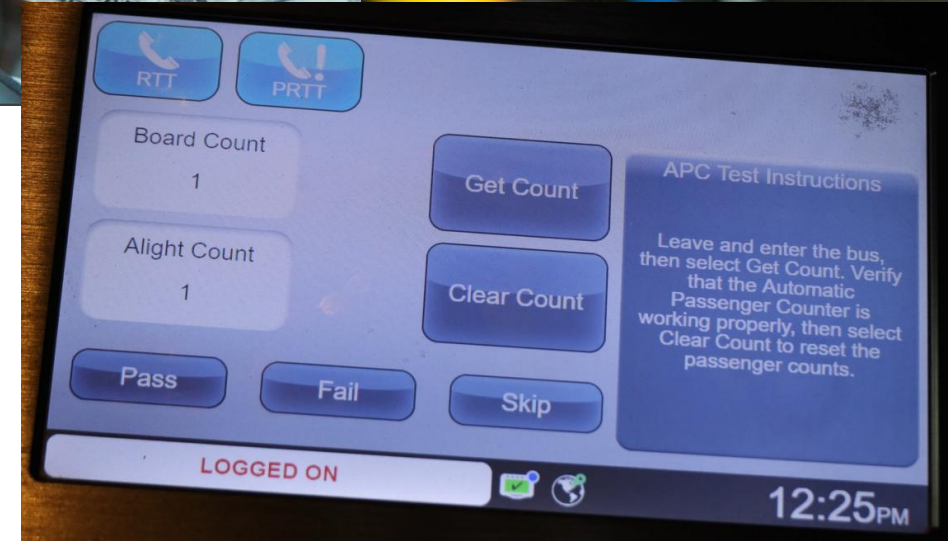 RTT
PRTT
Board Count
1
Get Count
Alight Count
1
Clear Count
APC Test Instructions
Leave and enter the bus,
then select Get Count. Verify
that the Automatic
Passenger Counter is
working properly, then select
Clear Count to reset the
passenger counts.
Pass
Fail
Skip
LOGGED ON
12:25PM